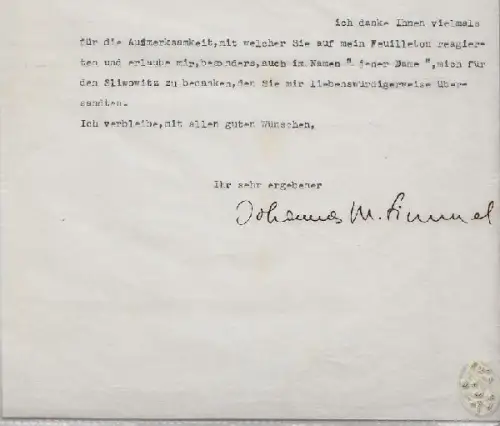 ich danke Ihnen vielmals
für die Aufmerksamkeit,mit welcher Sie auf mein Feuilleton reagier-
ten und erlaube mir,besonders,auch im Namen " jener Dame ",mich für
den Sliwowitz zu bedanken,den Sie mir liebenswürdigerweise über-
sandten.
Ich verbleibe,mit allen guten Wünschen,
Ihr sehr ergebener
Johannes M. Simmel